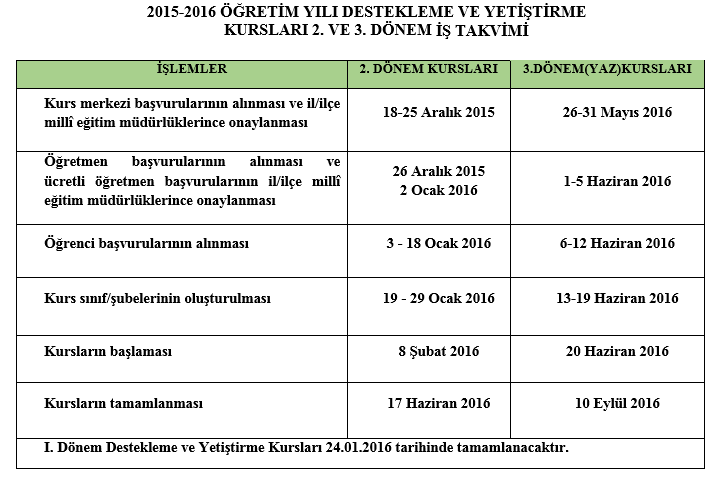 2015-2016 ÖĞRETİM YILI DESTEKLEME VE YETİŞTİRME
KURSLARI 2. VE 3. DÖNEM İŞ TAKVİMİ
İŞLEMLER 2. DÖNEM KURSLARI 3.DÖNEM(YAZ)KURSLARI
Kurs merkezi başvurularının alınması ve il/ilçe
millî eğitim müdürlüklerince onaylanması
18-25 Aralık 2015 26-31 Mayıs 2016
Öğretmen başvurularının alınması ve
ücretli öğretmen başvurularının il/ilçe millî
eğitim müdürlüklerince onaylanması
26 Aralık 2015
2 Ocak 2016
1-5 Haziran 2016
Öğrenci başvurularının alınması 3 - 18 Ocak 2016 6-12 Haziran 2016
Kurs sınıf/şubelerinin oluşturulması 19 - 29 Ocak 2016 13-19 Haziran 2016
Kursların başlaması 8 Şubat 2016 20 Haziran 2016
Kursların tamamlanması 17 Haziran 2016 10 Eylül 2016
I. Dönem Destekleme ve Yetiştirme Kursları 24.01.2016 tarihinde tamamlanacaktır.